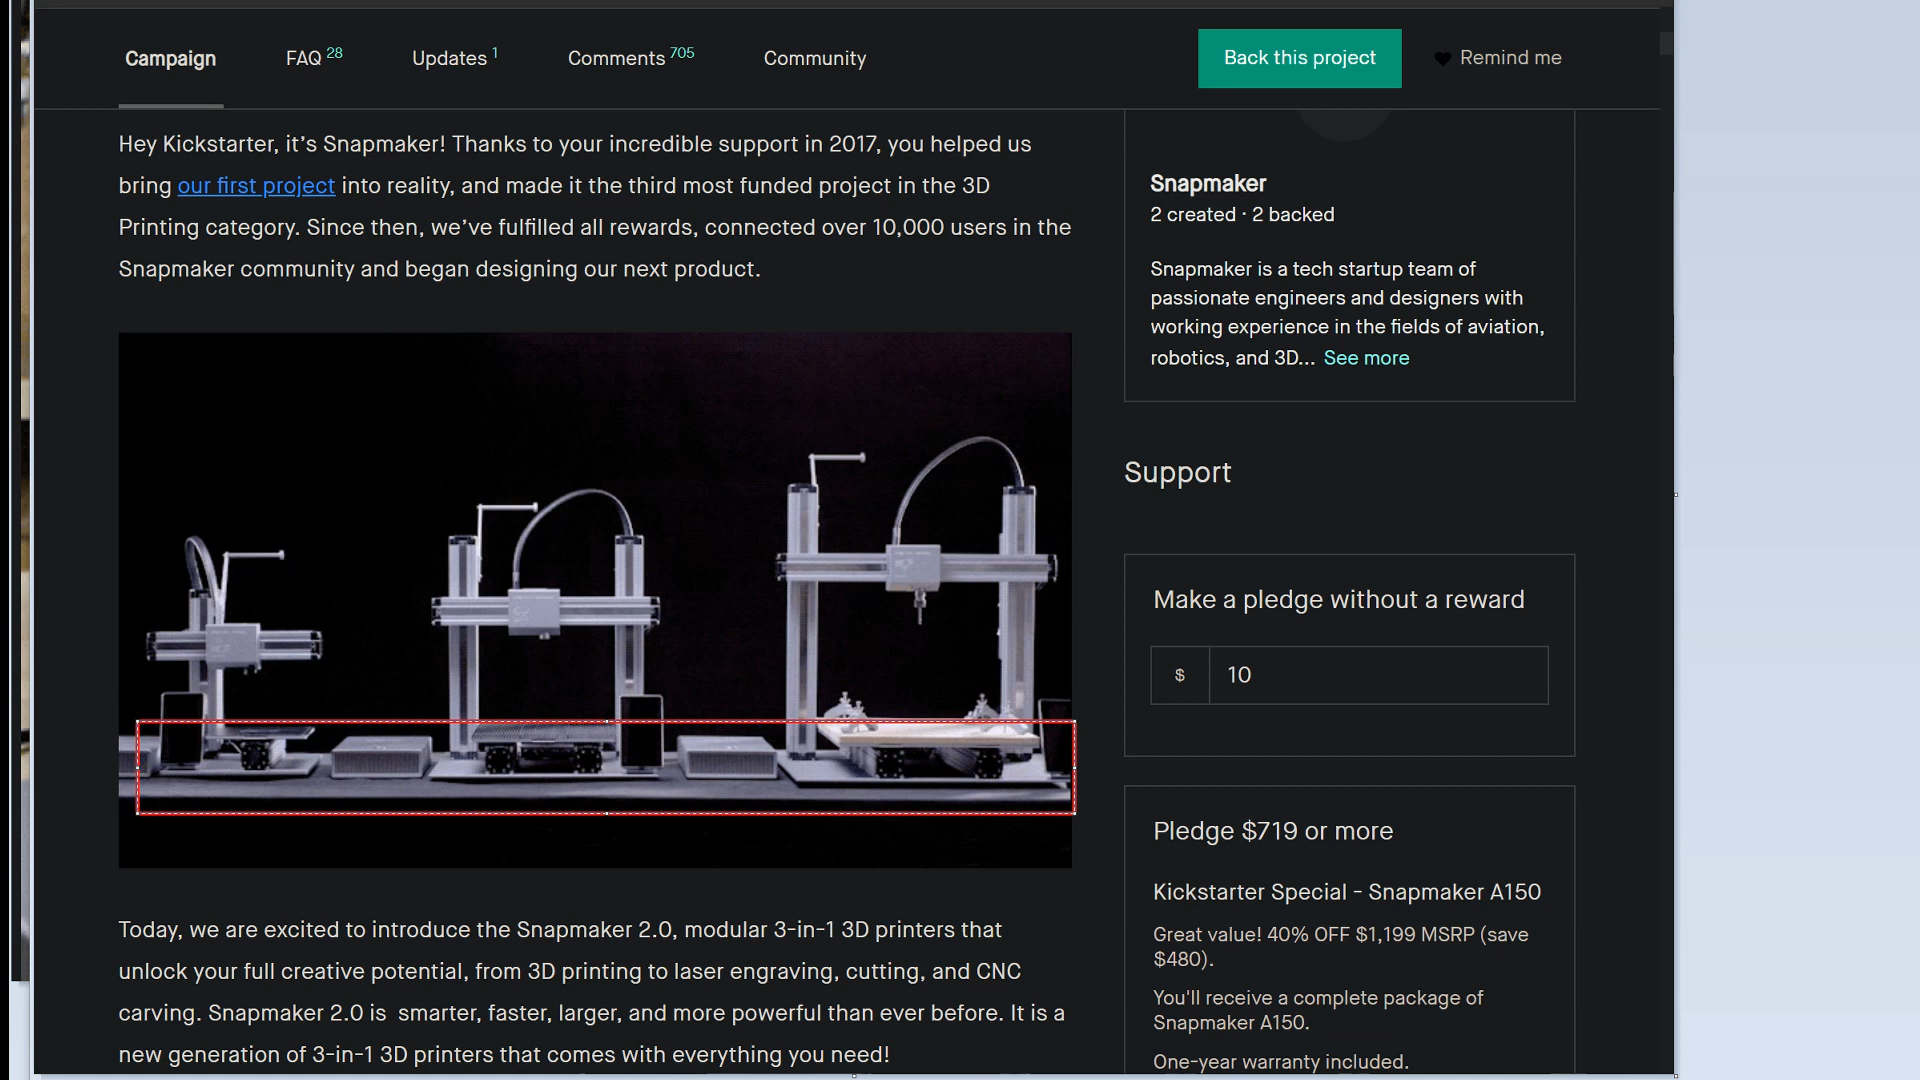 Campaign
FAQ 28
Updates 1
Comments 705
Community
Back this project
Remind me
Hey Kickstarter, it's Snapmaker! Thanks to your incredible support in 2017, you helped us
bring our first project into reality, and made it the third most funded project in the 3D
Printing category. Since then, we've fulfilled all rewards, connected over 10,000 users in the
Snapmaker community and began designing our next product.
Today, we are excited to introduce the Snapmaker 2.0, modular 3-in-1 3D printers that
unlock your full creative potential, from 3D printing to laser engraving, cutting, and CNC
carving. Snapmaker 2.0 is  smarter, faster, larger, and more powerful than ever before. It is a
new generation of 3-in-1 3D printers that comes with everything you need!
Snapmaker
2 created · 2 backed
Snapmaker is a tech startup team of
passionate engineers and designers with
working experience in the fields of aviation,
robotics, and 3D... See more
Support
Make a pledge without a reward
$ 10
Pledge $719 or more
Kickstarter Special - Snapmaker A150
Great value! 40% OFF $1,199 MSRP (save
$480).
You'll receive a complete package of
Snapmaker A150.
One-year warranty included.